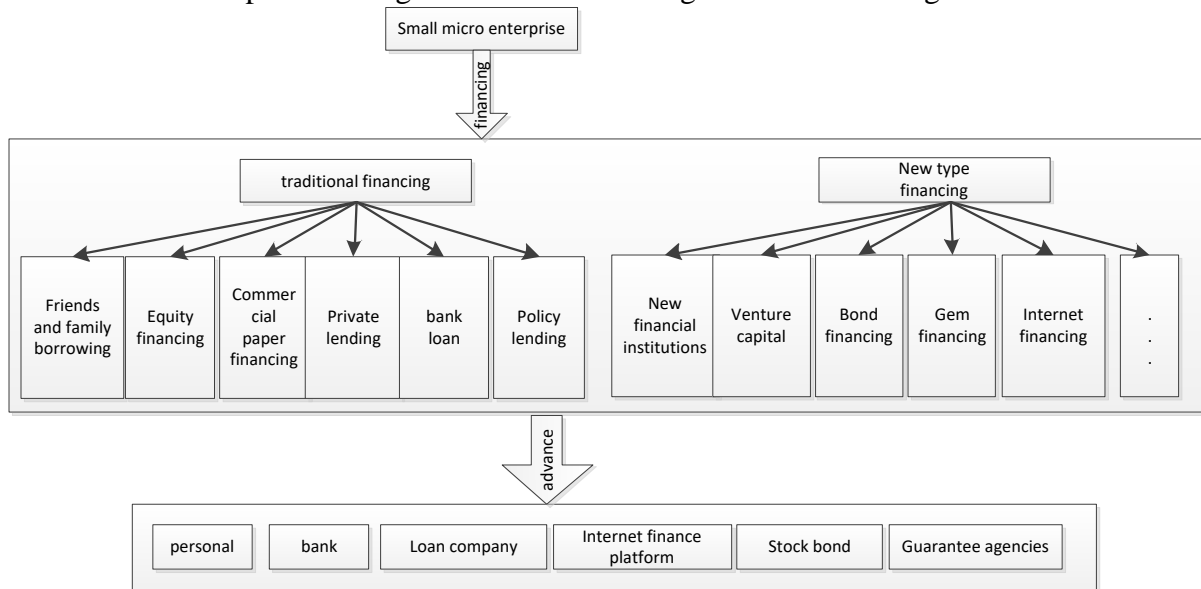 Small micro enterprise
financing
traditional financing
New type
financing
Friends
and family
borrowing
Equity
financing
Commer
cial
paper
financing
Private
lending
bank
loan
Policy
lending
New
financial
institutions
Venture
capital
Bond
financing
Gem
financing
Internet
financing
.
.
.
advance
personal
bank
Loan company
Internet finance
platform
Stock bond
Guarantee agencies